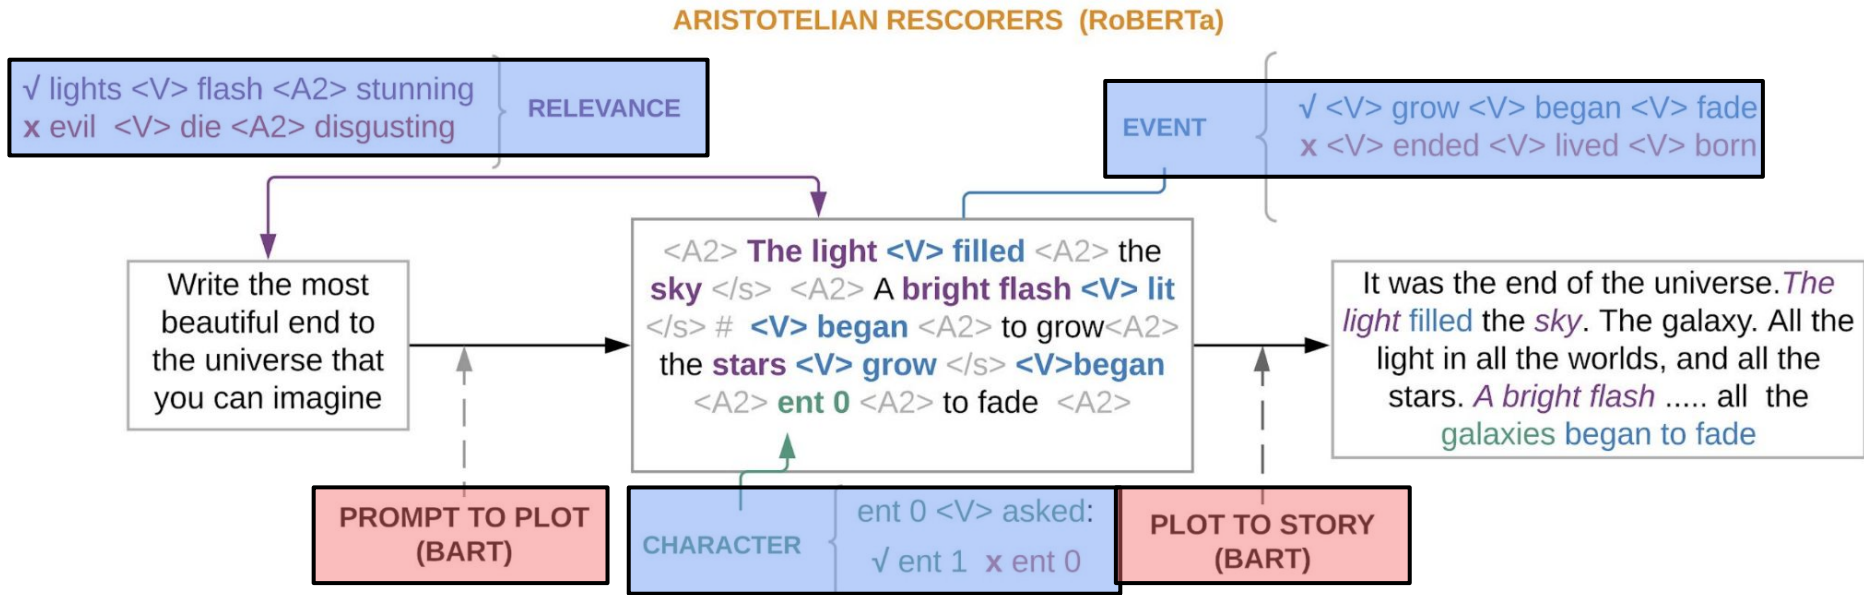 ARISTOTELIAN RESCORERS (RoBERTa)
√ lights <V> flash <A2> stunning
x evil <V> die <A2> disgusting
RELEVANCE
EVENT
√ <V> grow <V> began <V> fade
x <V> ended <V> lived <V> born
Write the most
beautiful end to
the universe that
you can imagine
<A2> The light <V> filled <A2> the
sky </s> <A2> A bright flash <V> lit
</s> # <V> began <A2> to grow<A2>
the stars <V> grow </s> <V>began
<A2> ent 0 <A2> to fade <A2>
It was the end of the universe.The
light filled the sky. The galaxy. All the
light in all the worlds, and all the
stars. A bright flash ..... all the
galaxies began to fade
PROMPT TO PLOT
(BART)
CHARACTER
ent 0 <V> asked:
√ ent 1 x ent 0
PLOT TO STORY
(BART)